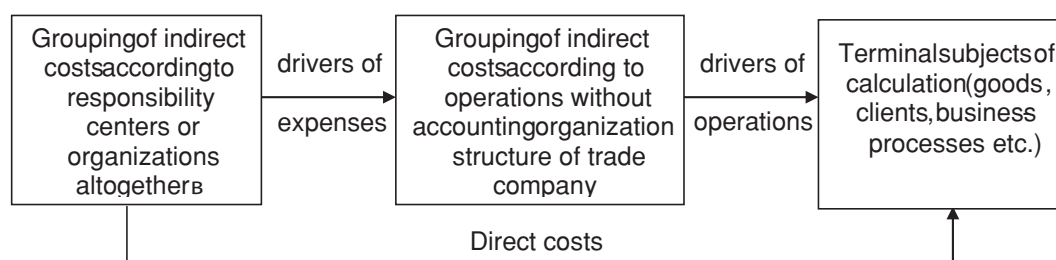 Groupingof indirect
costsaccordingto
responsibility
centers or
organizations
altogetherв
drivers of
expenses
Groupingof indirect
costsaccording to
operations without
accountingorganization
structure of trade
company
drivers of
operations
Terminalsubjectsof
calculation(goods,
clients,business
processes etc.)
Direct costs